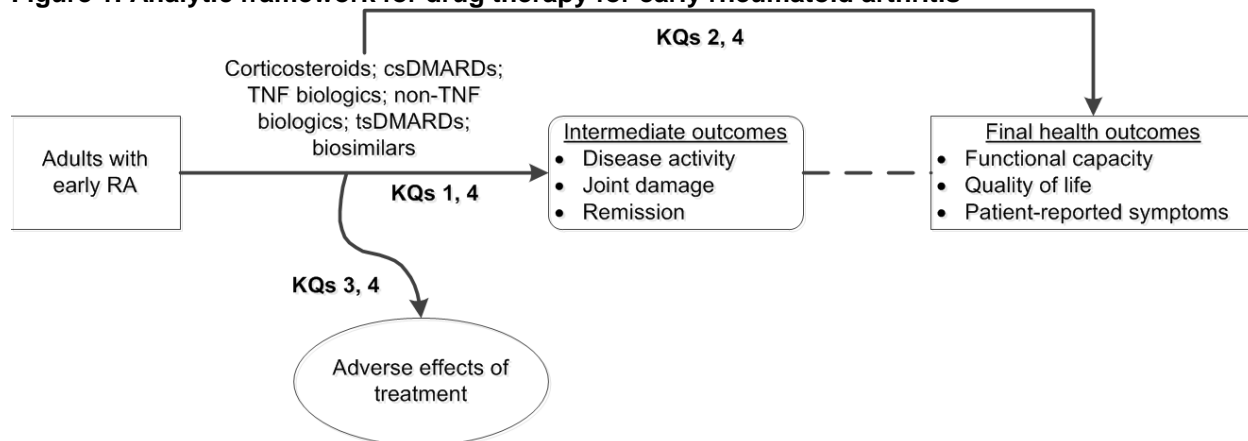 Figure 1. Analytic framework for drug therapy for early rheumatoid arthritis
KQs 2, 4
Corticosteroids; csDMARDs;
TNF biologics; non-TNF
biologics; tsDMARDs;
biosimilars
Adults with
early RA
KQs 1, 4
Intermediate outcomes
• Disease activity
• Joint damage
• Remission
Final health outcomes
• Functional capacity
• Quality of life
• Patient-reported symptoms
KQs 3, 4
Adverse effects of
treatment